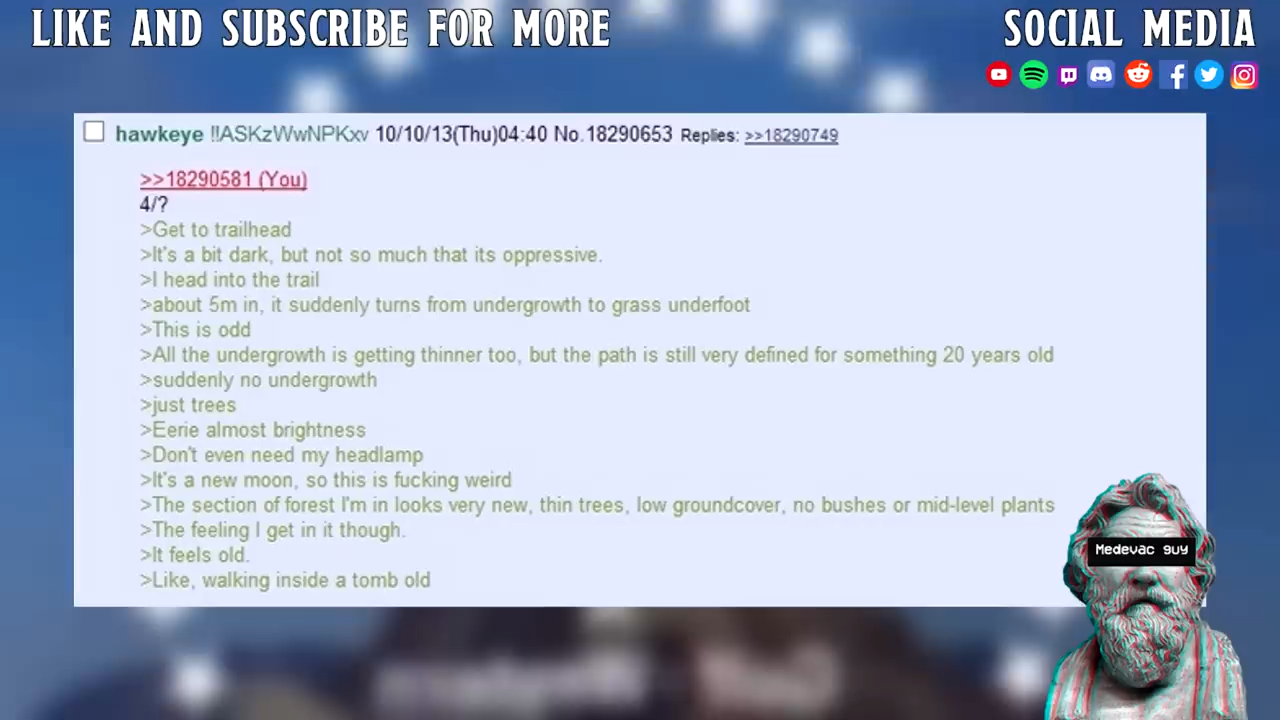 LIKE AND SUBSCRIBE FOR MORE
SOCIAL MEDIA
hawkeye !!ASKzWwNPKxv 10/10/13(Thu)04:40 No.18290653 Replies: >>18290749
>>18290581 (You)
4/?
>Get to trailhead
>It's a bit dark, but not so much that its oppressive.
>I head into the trail
>about 5m in, it suddenly turns from undergrowth to grass underfoot
>This is odd
>All the undergrowth is getting thinner too, but the path is still very defined for something 20 years old
>suddenly no undergrowth
>just trees
>Eerie almost brightness
>Don't even need my headlamp
>It's a new moon, so this is fucking weird
>The section of forest I'm in looks very new, thin trees, low groundcover, no bushes or mid-level plants
>The feeling I get in it though.
>It feels old.
>Like, walking inside a tomb old
Medevac guy